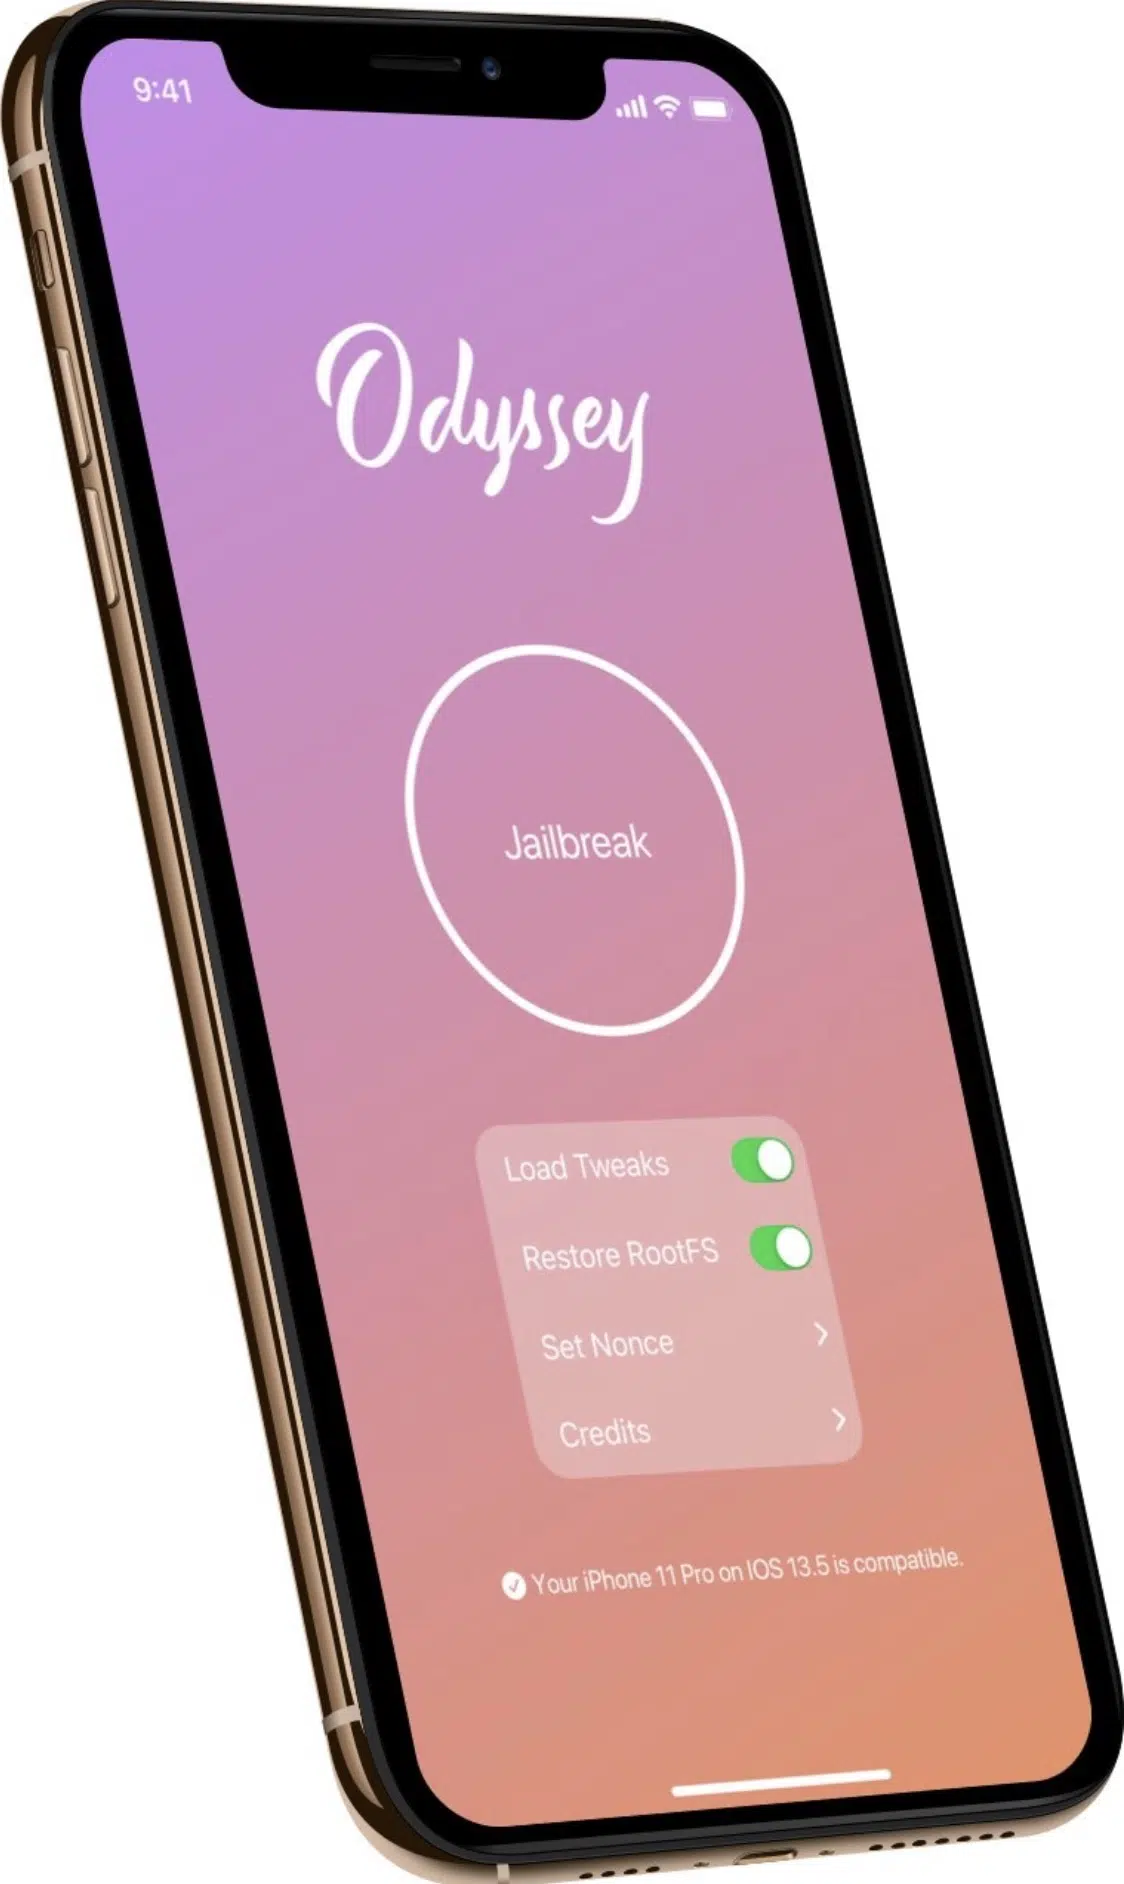 9:41
Odyssey
Jailbreak
Load Tweaks
Restore RootFS
Set Nonce
Credits
Your iPhone 11 Pro on IOS 13.5 is compatible.